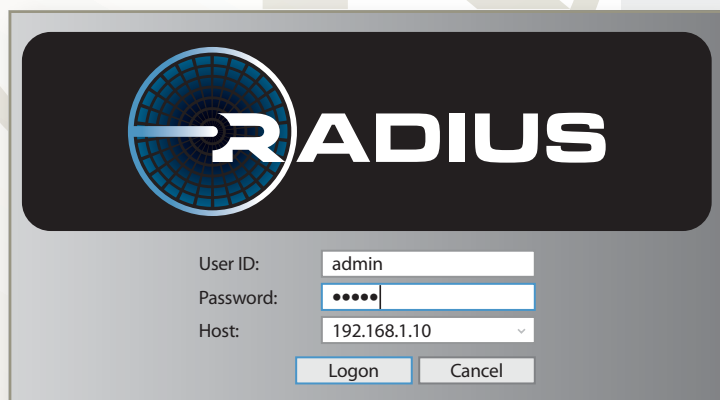 RADIUS
User ID: admin
Password: •••••
Host: 192.168.1.10
Logon Cancel